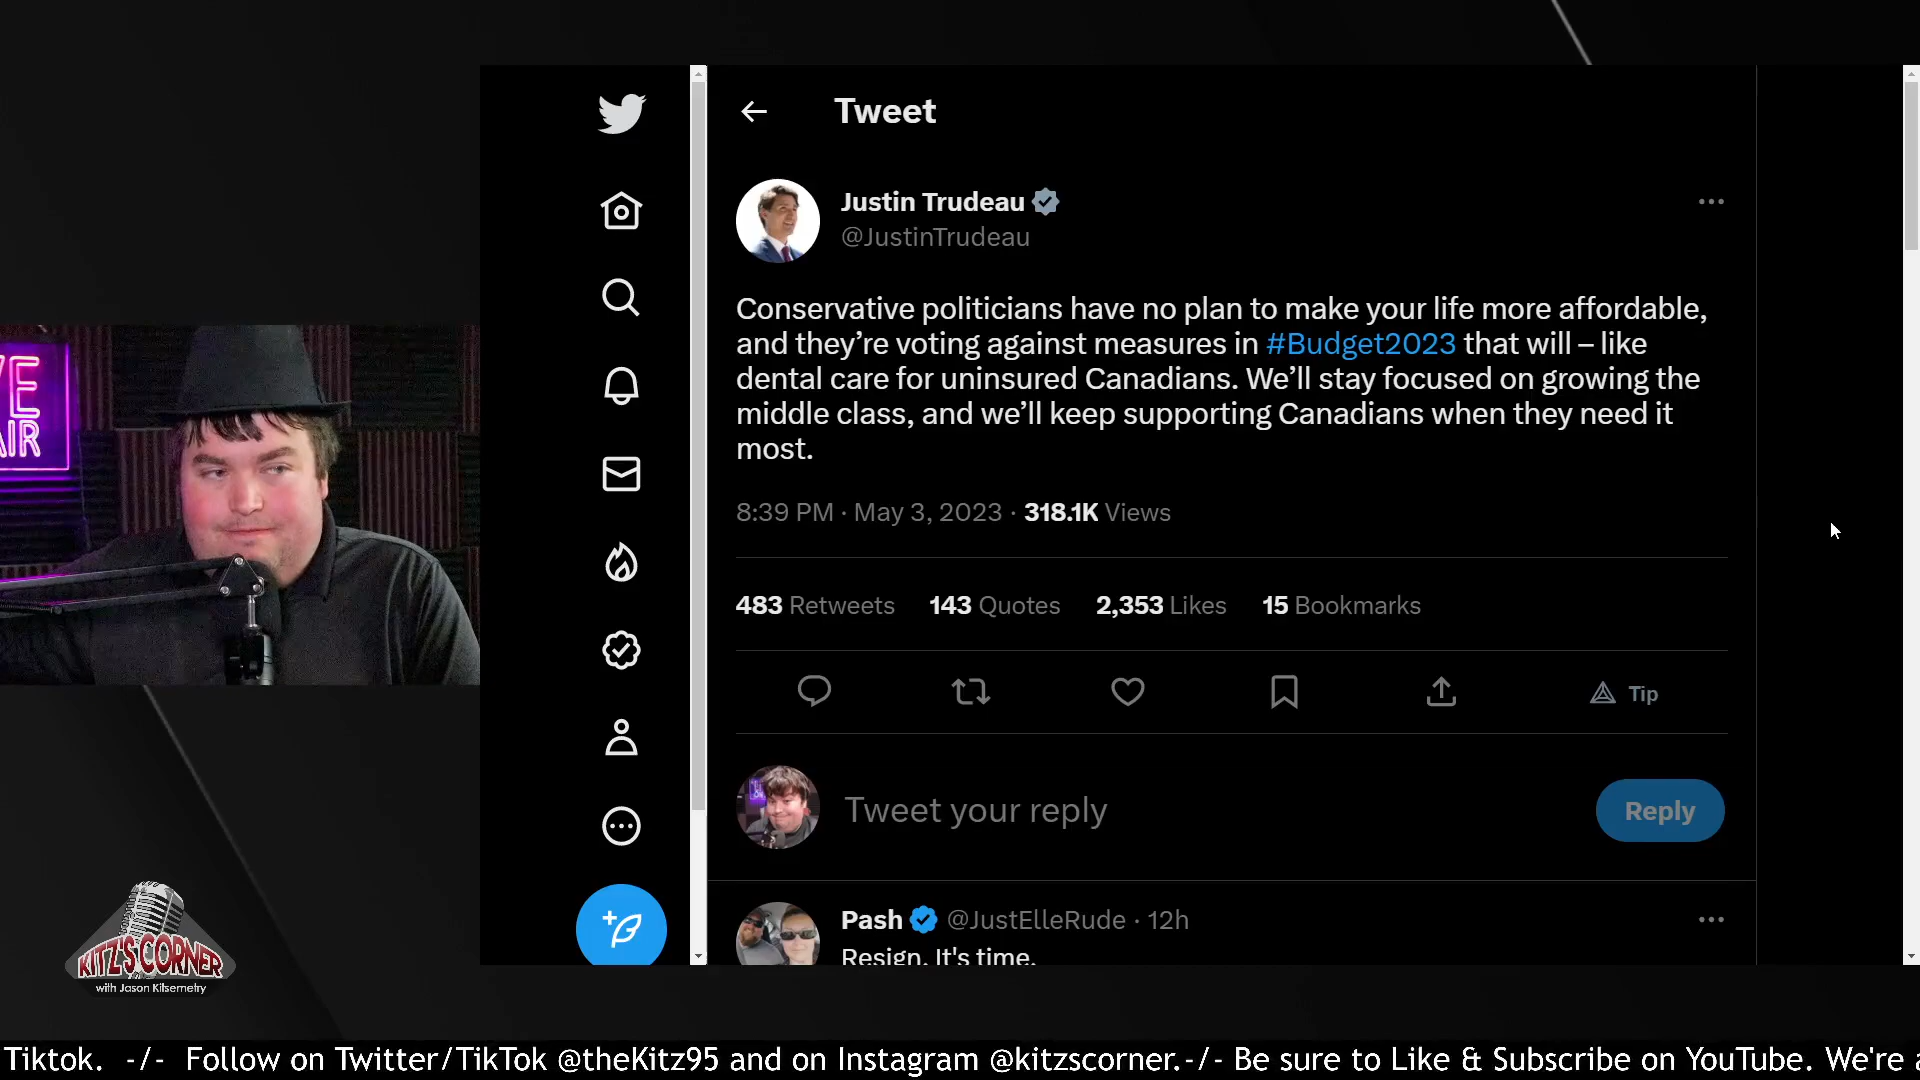 Tweet
Justin Trudeau
@JustinTrudeau
Conservative politicians have no plan to make your life more affordable,
and they’re voting against measures in #Budget2023 that will – like
dental care for uninsured Canadians. We’ll stay focused on growing the
middle class, and we’ll keep supporting Canadians when they need it
most.
8:39 PM · May 3, 2023 · 318.1K Views
483 Retweets 143 Quotes 2,353 Likes 15 Bookmarks
Tip
Tweet your reply
Reply
Pash @JustElleRude · 12h
Resign. It's time.
VE
AIR
KITZ'S CORNER
with Jason Kitsemetry
Tiktok. -/- Follow on Twitter/TikTok @theKitz95 and on Instagram @kitzscorner.-/- Be sure to Like & Subscribe on YouTube. We're a